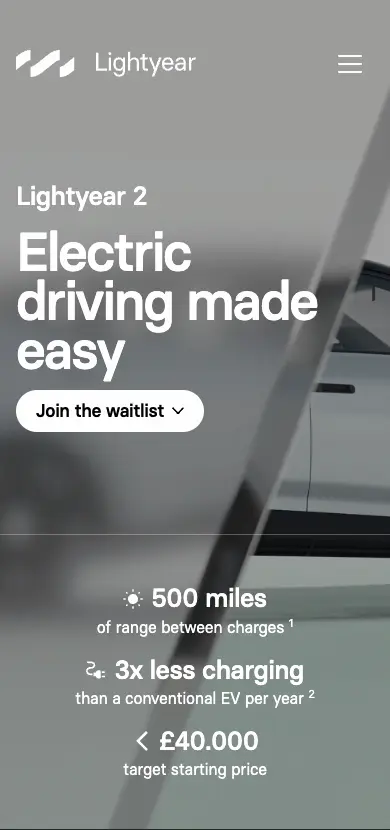 Lightyear
Lightyear 2
Electric
driving made
easy
Join the waitlist
500 miles
of range between charges ¹
3x less charging
than a conventional EV per year ²
< £40.000
target starting price